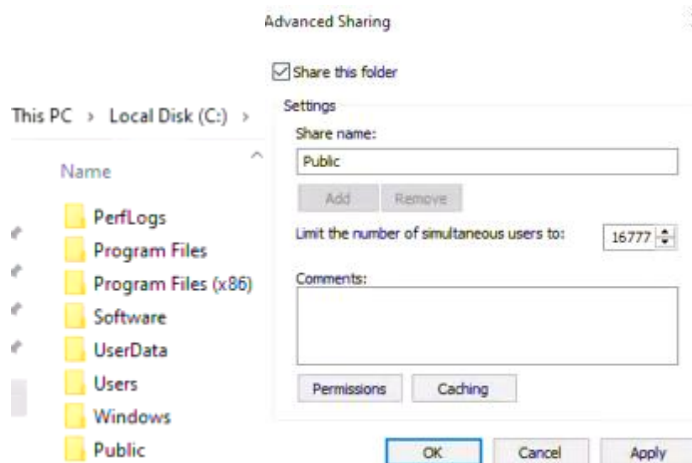 Advanced Sharing
Share this folder
This PC > Local Disk (C:) >
Name
PerfLogs
Program Files
Program Files (x86)
Software
UserData
Users
Windows
Public
Settings
Share name:
Public
Add Remove
Limit the number of simultaneous users to: 16777
Comments:
Permissions Caching
OK Cancel Apply